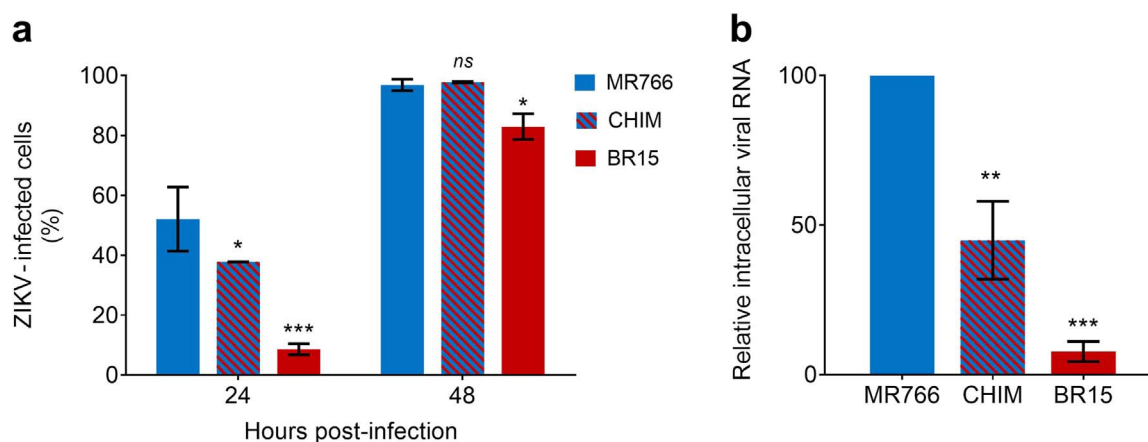 a
ZIKV-infected cells
(%)
100
80
60
40
20
0
*
***
ns
*
24
48
Hours post-infection
MR766
CHIM
BR15
b
Relative intracellular viral RNA
100
50
0
**
***
MR766 CHIM BR15